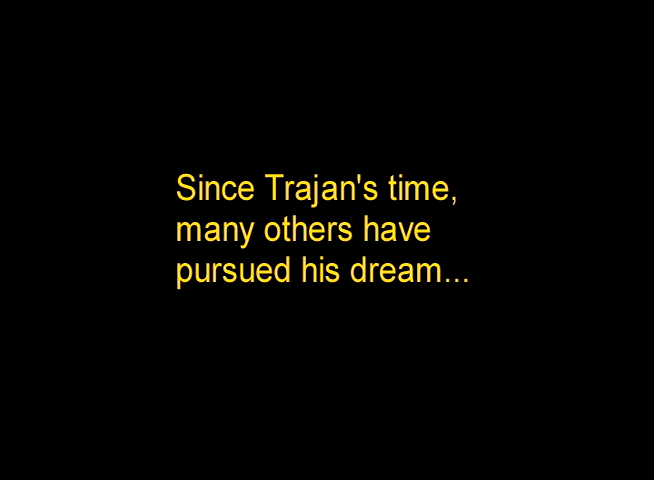 Since Trajan's time,
many others have
pursued his dream...